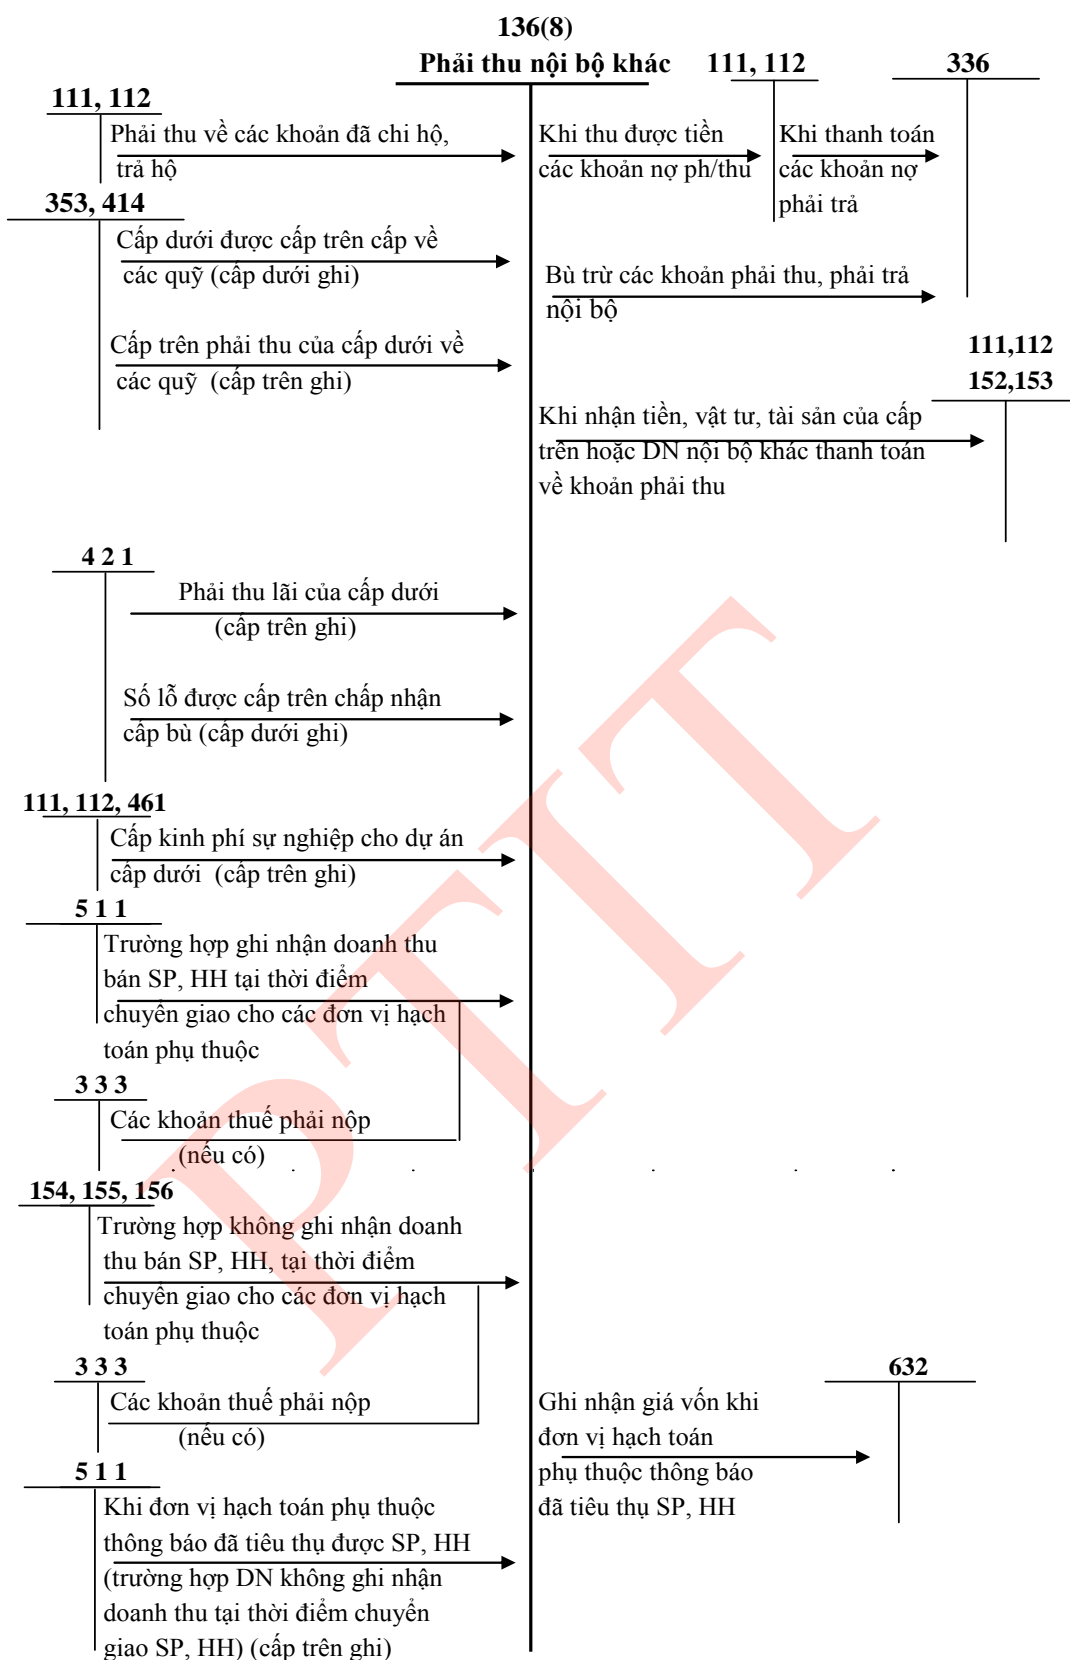 136(8)
Phải thu nội bộ khác
111, 112
336
111, 112
Phải thu về các khoản đã chi hộ,
trả hộ
Khi thu được tiền
các khoản nợ ph/thu
Khi thanh toán
các khoản nợ
phải trả
353, 414
Cấp dưới được cấp trên cấp về
các quỹ (cấp dưới ghi)
Bù trừ các khoản phải thu, phải trả
nội bộ
Cấp trên phải thu của cấp dưới về
các quỹ (cấp trên ghi)
111,112
152,153
Khi nhận tiền, vật tư, tài sản của cấp
trên hoặc DN nội bộ khác thanh toán
về khoản phải thu
4 2 1
Phải thu lãi của cấp dưới
(cấp trên ghi)
Số lỗ được cấp trên chấp nhận
cấp bù (cấp dưới ghi)
111, 112, 461
Cấp kinh phí sự nghiệp cho dự án
cấp dưới (cấp trên ghi)
5 1 1
Trường hợp ghi nhận doanh thu
bán SP, HH tại thời điểm
chuyển giao cho các đơn vị hạch
toán phụ thuộc
3 3 3
Các khoản thuế phải nộp
(nếu có)
154, 155, 156
Trường hợp không ghi nhận doanh
thu bán SP, HH, tại thời điểm
chuyển giao cho các đơn vị hạch
toán phụ thuộc
3 3 3
Các khoản thuế phải nộp
(nếu có)
632
Ghi nhận giá vốn khi
đơn vị hạch toán
phụ thuộc thông báo
đã tiêu thụ SP, HH
5 1 1
Khi đơn vị hạch toán phụ thuộc
thông báo đã tiêu thụ được SP, HH
(trường hợp DN không ghi nhận
doanh thu tại thời điểm chuyển
giao SP, HH) (cấp trên ghi)
PTIT